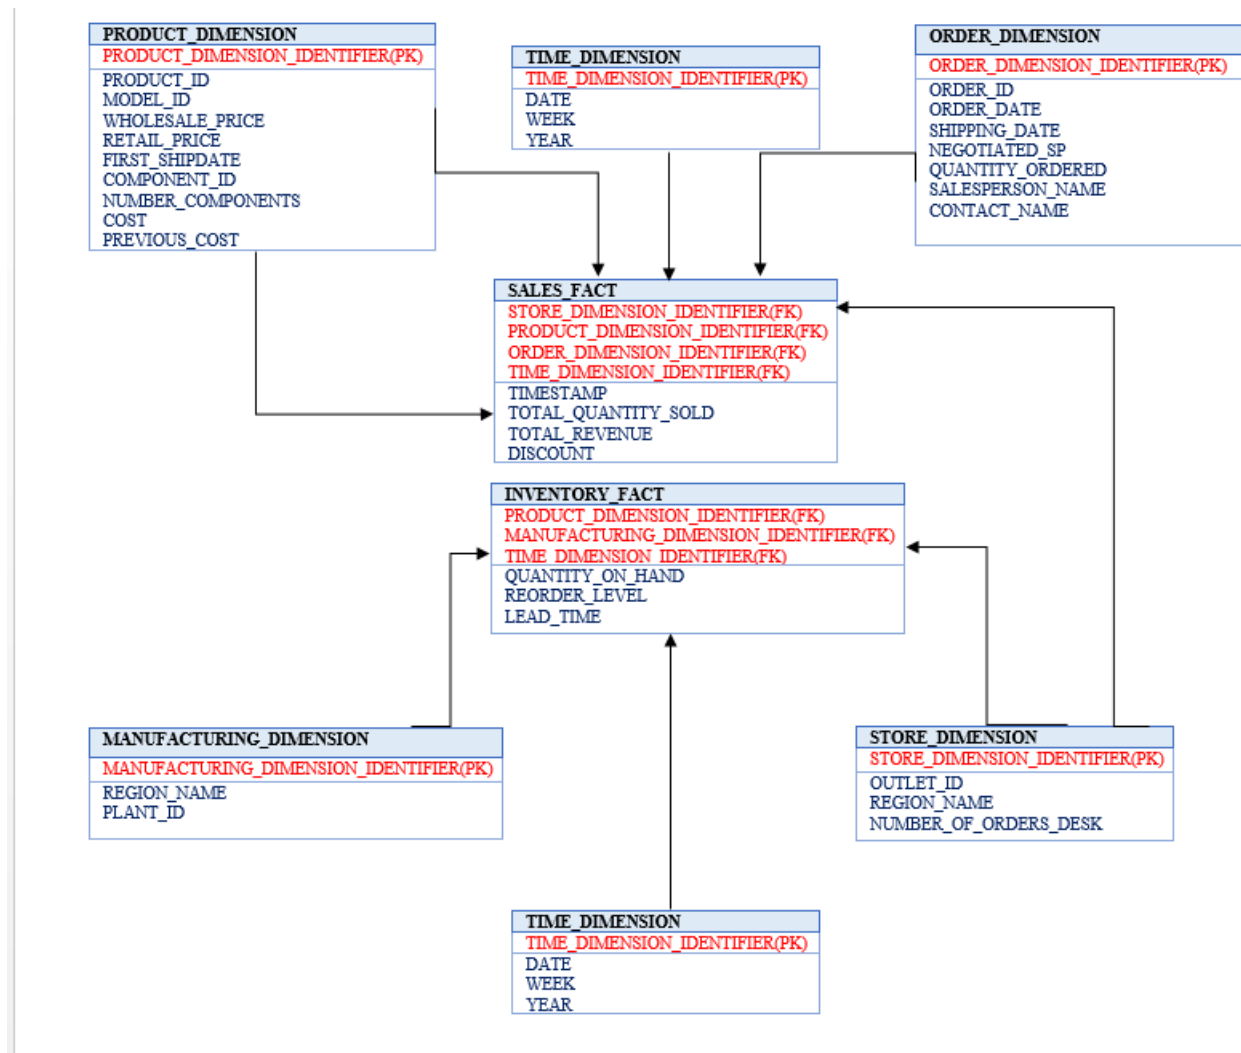 PRODUCT_DIMENSION
PRODUCT_DIMENSION_IDENTIFIER(PK)
PRODUCT_ID
MODEL_ID
WHOLESALE_PRICE
RETAIL_PRICE
FIRST_SHIPDATE
COMPONENT_ID
NUMBER_COMPONENTS
COST
PREVIOUS_COST
TIME_DIMENSION
TIME_DIMENSION_IDENTIFIER(PK)
DATE
WEEK
YEAR
ORDER_DIMENSION
ORDER_DIMENSION_IDENTIFIER(PK)
ORDER_ID
ORDER_DATE
SHIPPING_DATE
NEGOTIATED_SP
QUANTITY_ORDERED
SALESPERSON_NAME
CONTACT_NAME
SALES_FACT
STORE_DIMENSION_IDENTIFIER(FK)
PRODUCT_DIMENSION_IDENTIFIER(FK)
ORDER_DIMENSION_IDENTIFIER(FK)
TIME_DIMENSION_IDENTIFIER(FK)
TIMESTAMP
TOTAL_QUANTITY_SOLD
TOTAL_REVENUE
DISCOUNT
INVENTORY_FACT
PRODUCT_DIMENSION_IDENTIFIER(FK)
MANUFACTURING_DIMENSION_IDENTIFIER(FK)
TIME_DIMENSION_IDENTIFIER(FK)
QUANTITY_ON_HAND
REORDER_LEVEL
LEAD_TIME
MANUFACTURING_DIMENSION
MANUFACTURING_DIMENSION_IDENTIFIER(PK)
REGION_NAME
PLANT_ID
STORE_DIMENSION
STORE_DIMENSION_IDENTIFIER(PK)
OUTLET_ID
REGION_NAME
NUMBER_OF_ORDERS_DESK
TIME_DIMENSION
TIME_DIMENSION_IDENTIFIER(PK)
DATE
WEEK
YEAR